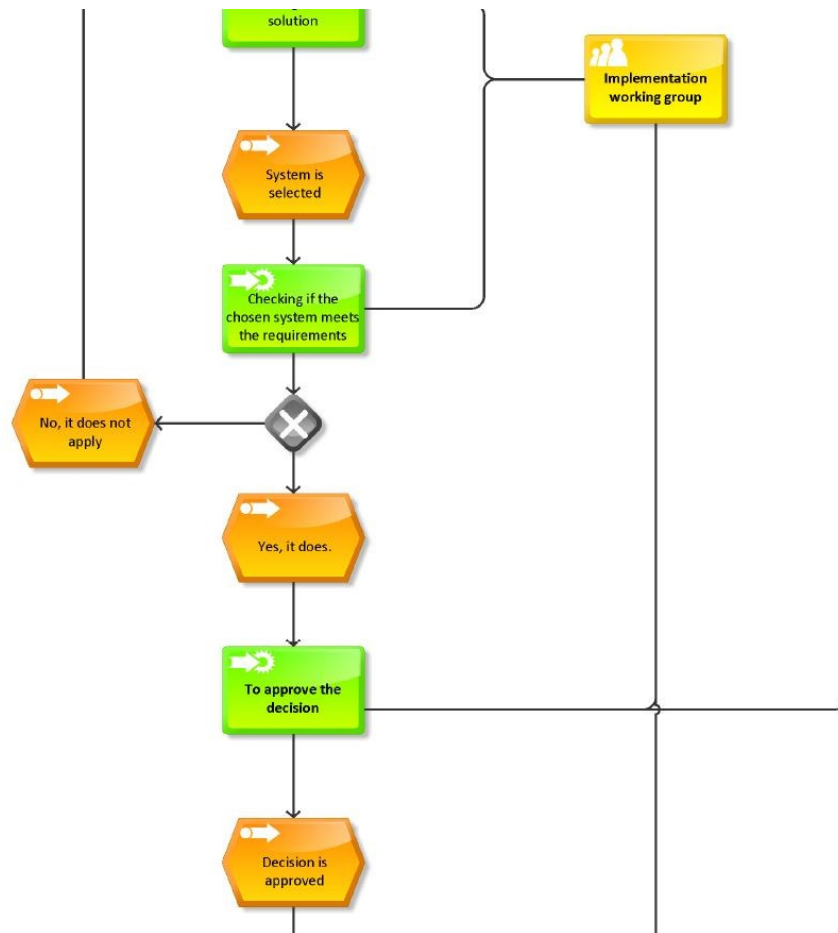 solution
Implementation
working group
System is
selected
Checking if the
chosen system meets
the requirements
No, it does not
apply
Yes, it does.
To approve the
decision
Decision is
approved